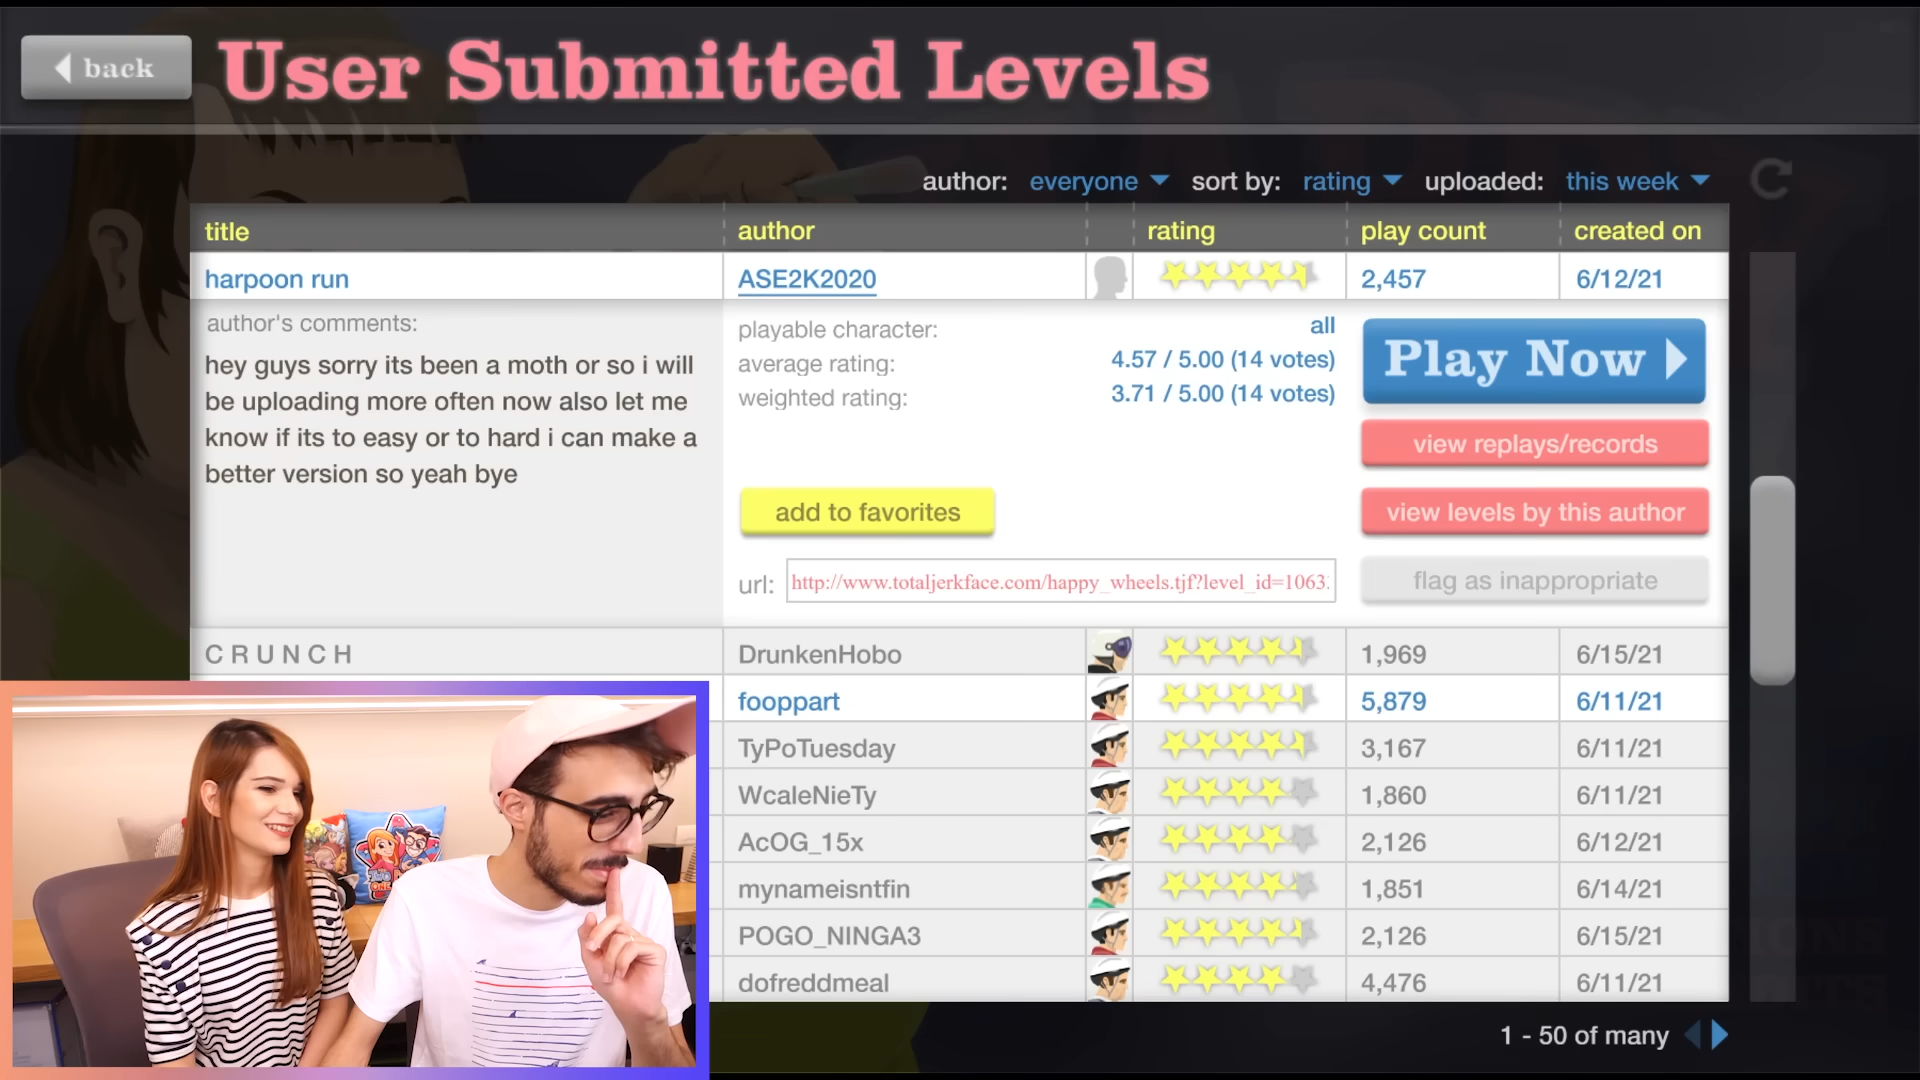 back
User Submitted Levels
author: everyone sort by: rating uploaded: this week
title author rating play count created on
harpoon run ASE2K2020 2,457 6/12/21
author's comments:
hey guys sorry its been a moth or so i will
be uploading more often now also let me
know if its to easy or to hard i can make a
better version so yeah bye
playable character: all
average rating: 4.57 / 5.00 (14 votes)
weighted rating: 3.71 / 5.00 (14 votes)
add to favorites
url: http://www.totaljerkface.com/happy_wheels.tjf?level_id=1063
Play Now
view replays/records
view levels by this author
flag as inappropriate
CRUNCH DrunkenHobo 1,969 6/15/21
fooppart 5,879 6/11/21
TyPoTuesday 3,167 6/11/21
WcaleNieTy 1,860 6/11/21
AcOG_15x 2,126 6/12/21
mynameisntfin 1,851 6/14/21
POGO_NINGA3 2,126 6/15/21
dofreddmeal 4,476 6/11/21
1 - 50 of many